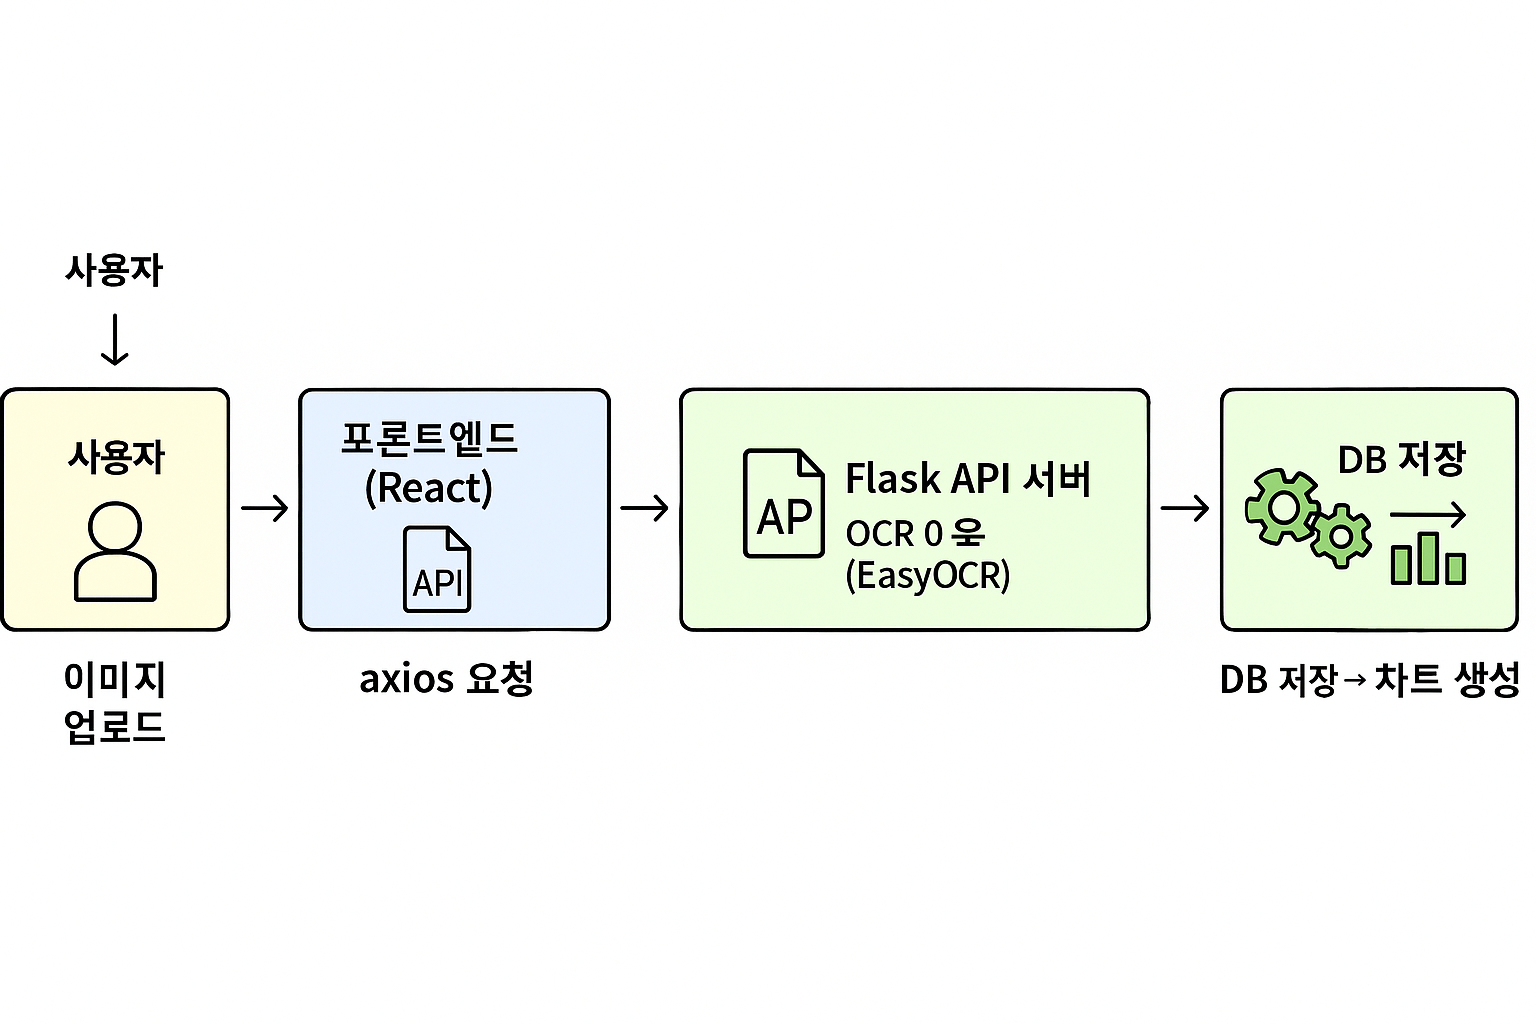 사용자
사용자
이미지
업로드
포론트엩드
(React)
API
axios 요청
AP
Flask API 서버
OCR 0 욮
(EasyOCR)
DB 저장
DB 저장→차트 생성